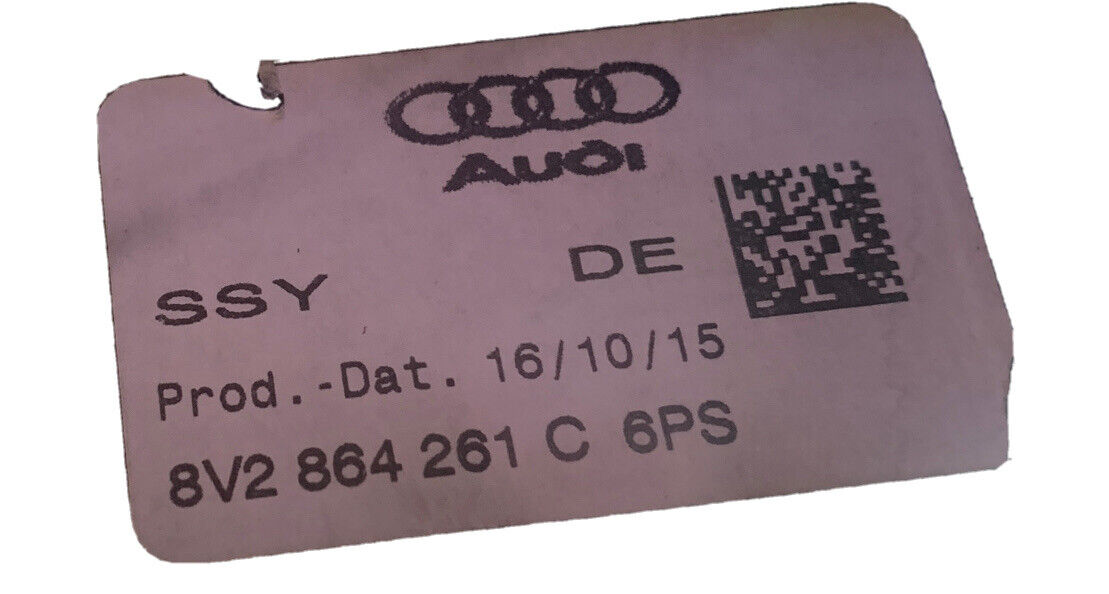 Audi
SSY DE
Prod.-Dat. 16/10/15
8V2 864 261 C 6PS